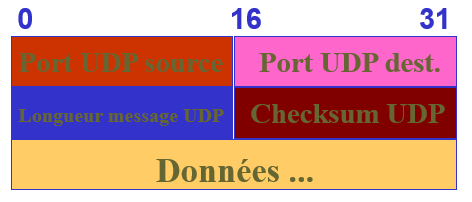 0 16 31
Port UDP source Port UDP dest.
Longueur message UDP Checksum UDP
Données ...